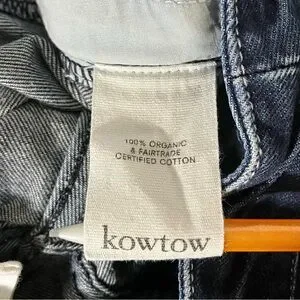 100% ORGANIC
& FAIRTRADE
CERTIFIED COTTON
kowtow